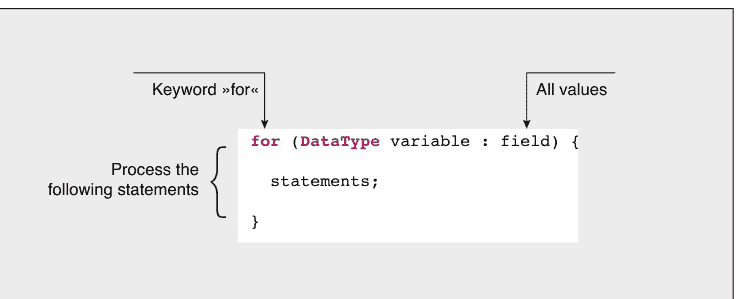 Keyword »for«
All values
for (DataType variable : field) {
Process the
following statements
statements;
}